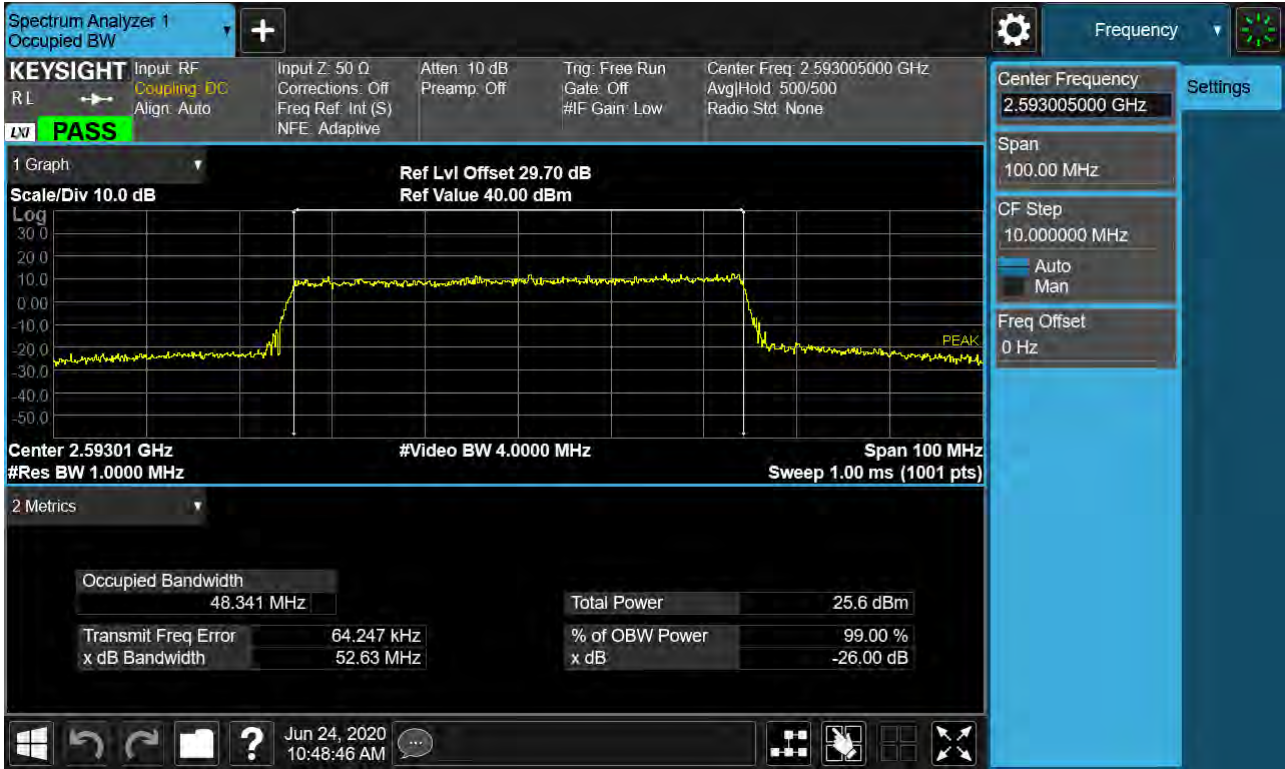 Spectrum Analyzer 1
Occupied BW
+
Frequency
KEYSIGHT
RL
LXI
PASS
Input: RF
Coupling: DC
Align: Auto
Input Z: 50 Ω
Corrections: Off
Freq Ref: Int (S)
NFE: Adaptive
Atten: 10 dB
Preamp: Off
Trig: Free Run
Gate: Off
#IF Gain: Low
Center Freq: 2.593005000 GHz
Avg|Hold: 500/500
Radio Std: None
Center Frequency
2.593005000 GHz
Settings
Span
100.00 MHz
CF Step
10.000000 MHz
Auto
Man
Freq Offset
0 Hz
1 Graph
Scale/Div 10.0 dB
Ref Lvl Offset 29.70 dB
Ref Value 40.00 dBm
Log
30.0
20.0
10.0
0.00
-10.0
-20.0
-30.0
-40.0
-50.0
PEAK
Center 2.59301 GHz
#Video BW 4.0000 MHz
Span 100 MHz
#Res BW 1.0000 MHz
Sweep 1.00 ms (1001 pts)
2 Metrics
Occupied Bandwidth
48.341 MHz
Total Power 25.6 dBm
Transmit Freq Error 64.247 kHz
% of OBW Power 99.00 %
x dB Bandwidth 52.63 MHz
x dB -26.00 dB
?
Jun 24, 2020
10:48:46 AM